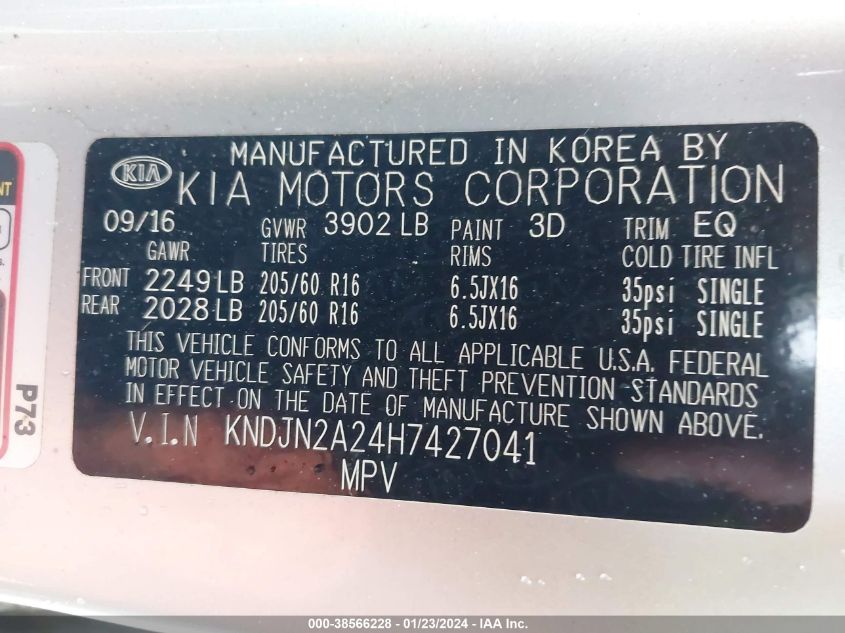 MANUFACTURED IN KOREA BY
KIA KIA MOTORS CORPORATION
09/16 GVWR 3902 LB PAINT 3D TRIM EQ
GAWR TIRES RIMS COLD TIRE INFL
FRONT 2249 LB 205/60 R16 6.5JX16 35psi SINGLE
REAR 2028 LB 205/60 R16 6.5JX16 35psi SINGLE
THIS VEHICLE CONFORMS TO ALL APPLICABLE U.S.A. FEDERAL
MOTOR VEHICLE SAFETY AND THEFT PREVENTION STANDARDS
IN EFFECT ON THE DATE OF MANUFACTURE SHOWN ABOVE.
V.I.N KNDJN2A24H7427041
MPV
P73
000-38566228 - 01/23/2024 - IAA Inc.